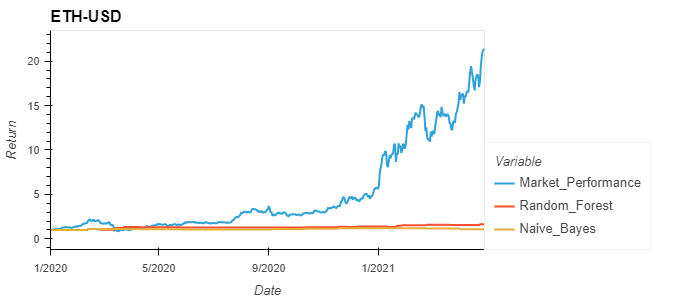 ETH-USD
20
15
10
5
0
Return
1/2020
5/2020
9/2020
1/2021
Date
Variable
Market_Performance
Random_Forest
Naive_Bayes